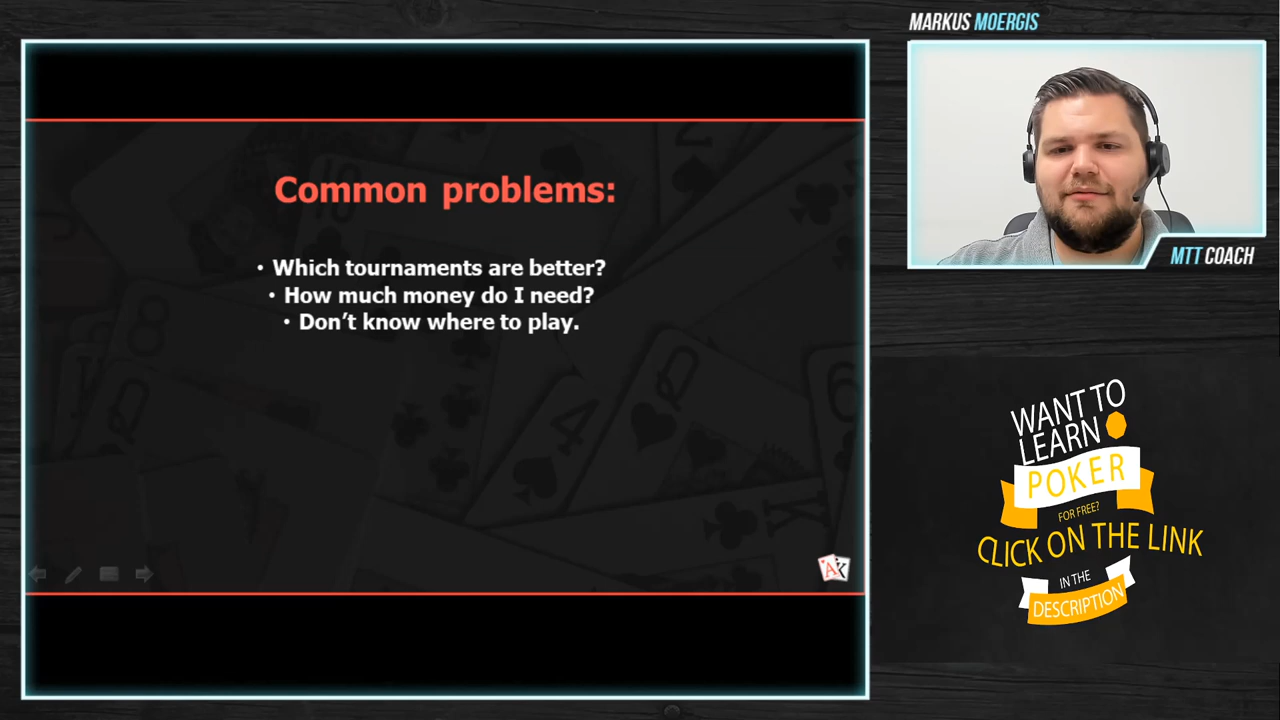 MARKUS MOERGIS
Common problems:
• Which tournaments are better?
• How much money do I need?
• Don't know where to play.
MTT COACH
WANT TO
LEARN
POKER
FOR FREE?
CLICK ON THE LINK
IN THE
DESCRIPTION
A K